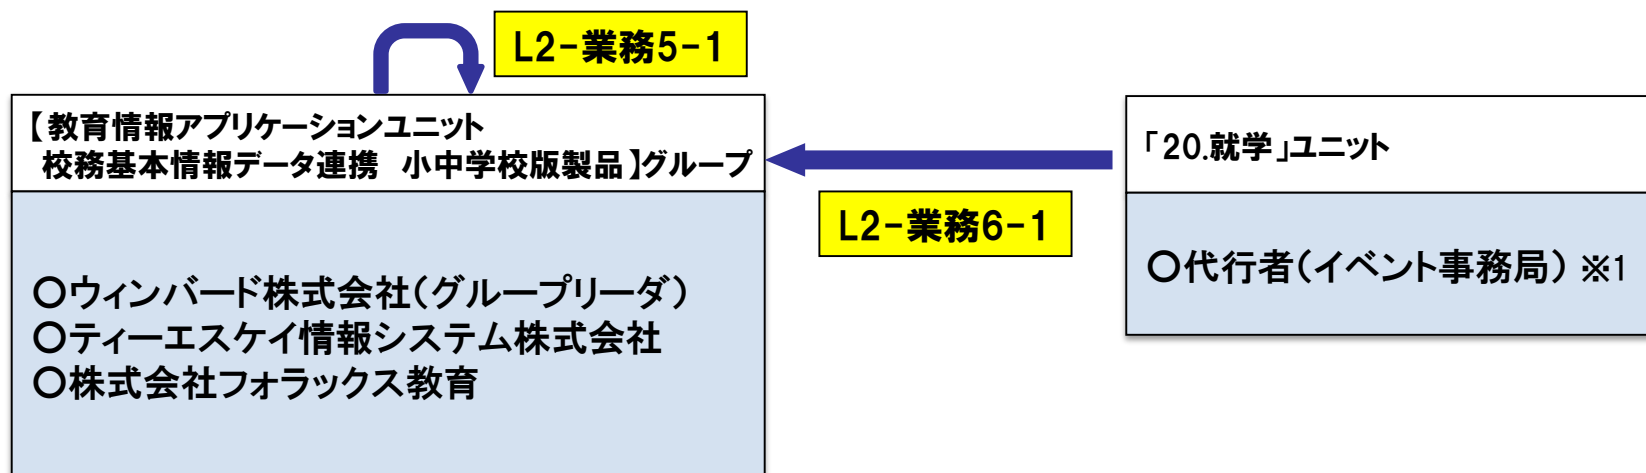 L2-業務5-1
【教育情報アプリケーションユニット
校務基本情報データ連携　小中学校版製品】グループ
「20.就学」ユニット
L2-業務6-1
○代行者(イベント事務局) ※1
○ウィンバード株式会社(グループリーダ)
○ティーエスケイ情報システム株式会社
○株式会社フォラックス教育